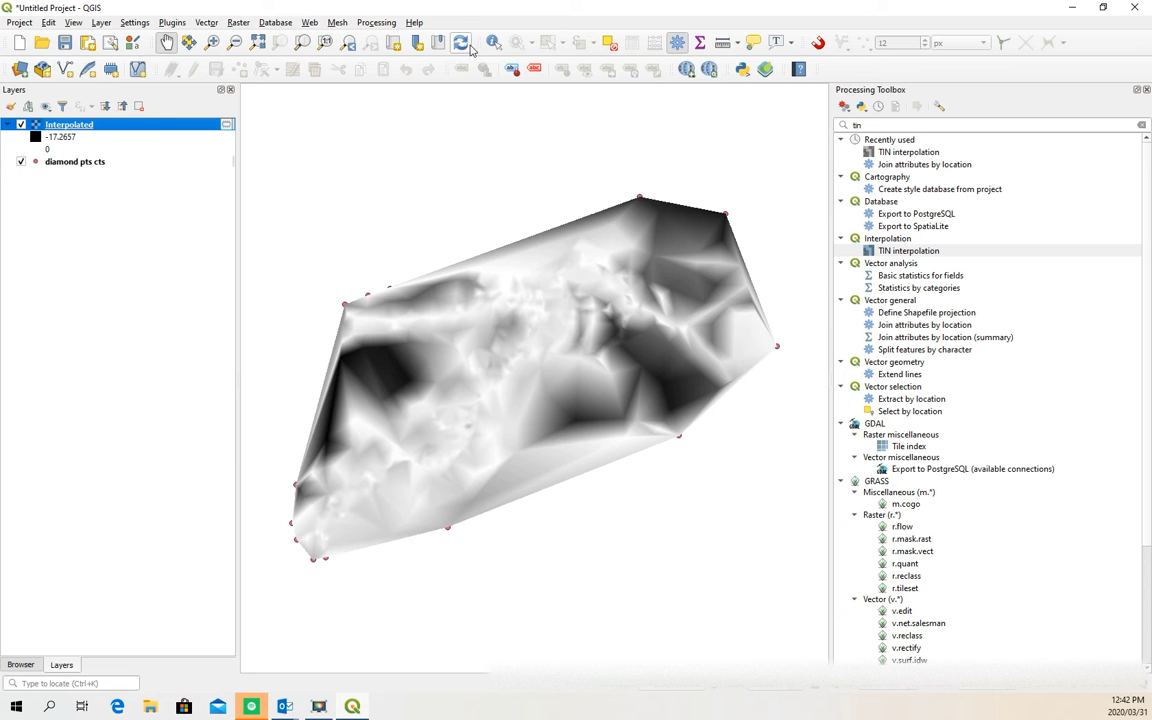 *Untitled Project - QGIS
Project Edit View Layer Settings Plugins Vector Raster Database Web Mesh Processing Help
12 px
Layers
Interpolated
-17.2657
0
diamond pts cts
Processing Toolbox
tin
Recently used
TIN interpolation
Join attributes by location
Cartography
Create style database from project
Database
Export to PostgreSQL
Export to SpatiaLite
Interpolation
TIN interpolation
Vector analysis
Basic statistics for fields
Statistics by categories
Vector general
Define Shapefile projection
Join attributes by location
Join attributes by location (summary)
Split features by character
Vector geometry
Extend lines
Vector selection
Extract by location
Select by location
GDAL
Raster miscellaneous
Tile index
Vector miscellaneous
Export to PostgreSQL (available connections)
GRASS
Miscellaneous (m.*)
m.cogo
Raster (r.*)
r.flow
r.mask.rast
r.mask.vect
r.quant
r.reclass
r.tileset
Vector (v.*)
v.edit
v.net.salesman
v.reclass
v.rectify
v.surf.idw
Browser Layers
Type to locate (Ctrl+K)
12:42 PM
2020/03/31